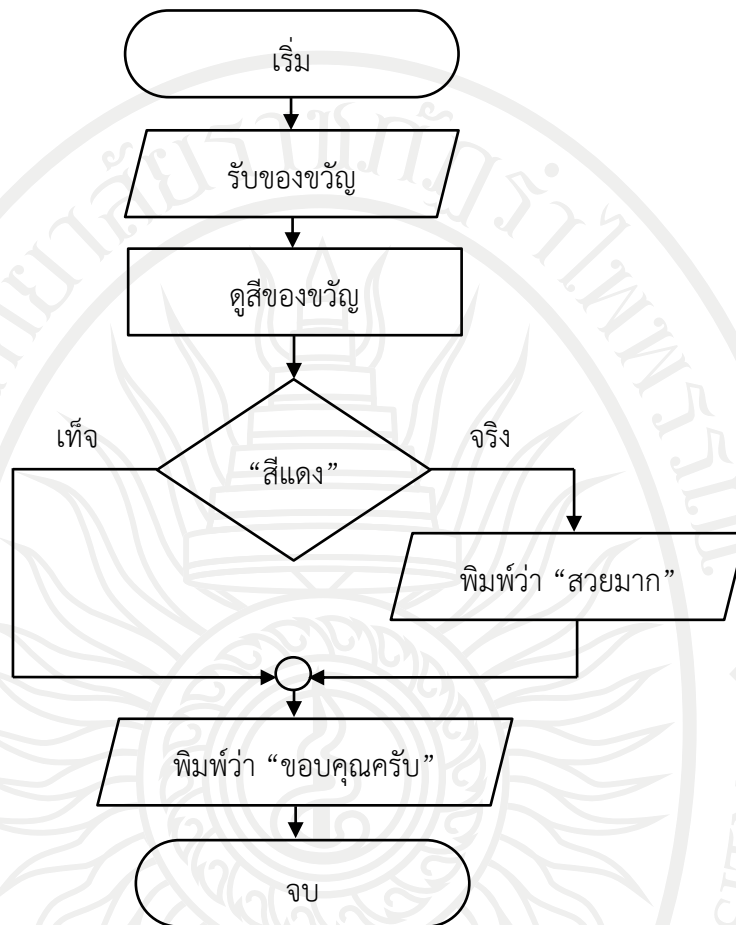 เริ่ม
รับของขวัญ
ดูสีของขวัญ
เท็จ
จริง
“สีแดง”
พิมพ์ว่า “สวยมาก”
พิมพ์ว่า “ขอบคุณครับ”
จบ